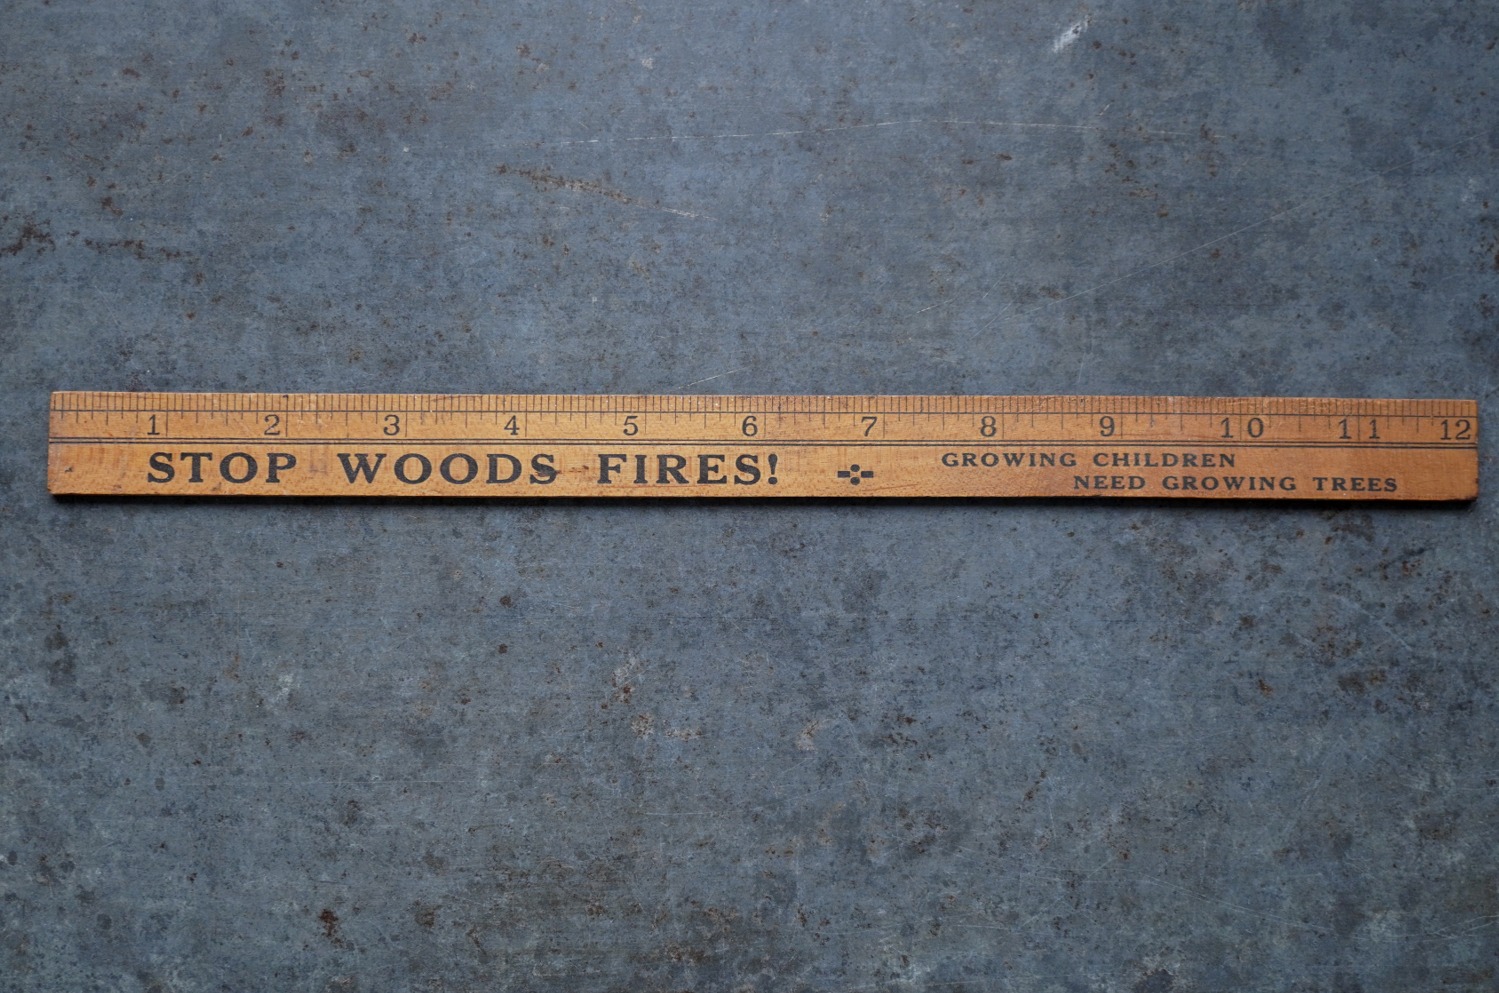 1 2 3 4 5 6 7 8 9 10 11 12
STOP WOODS FIRES!
GROWING CHILDREN
NEED GROWING TREES